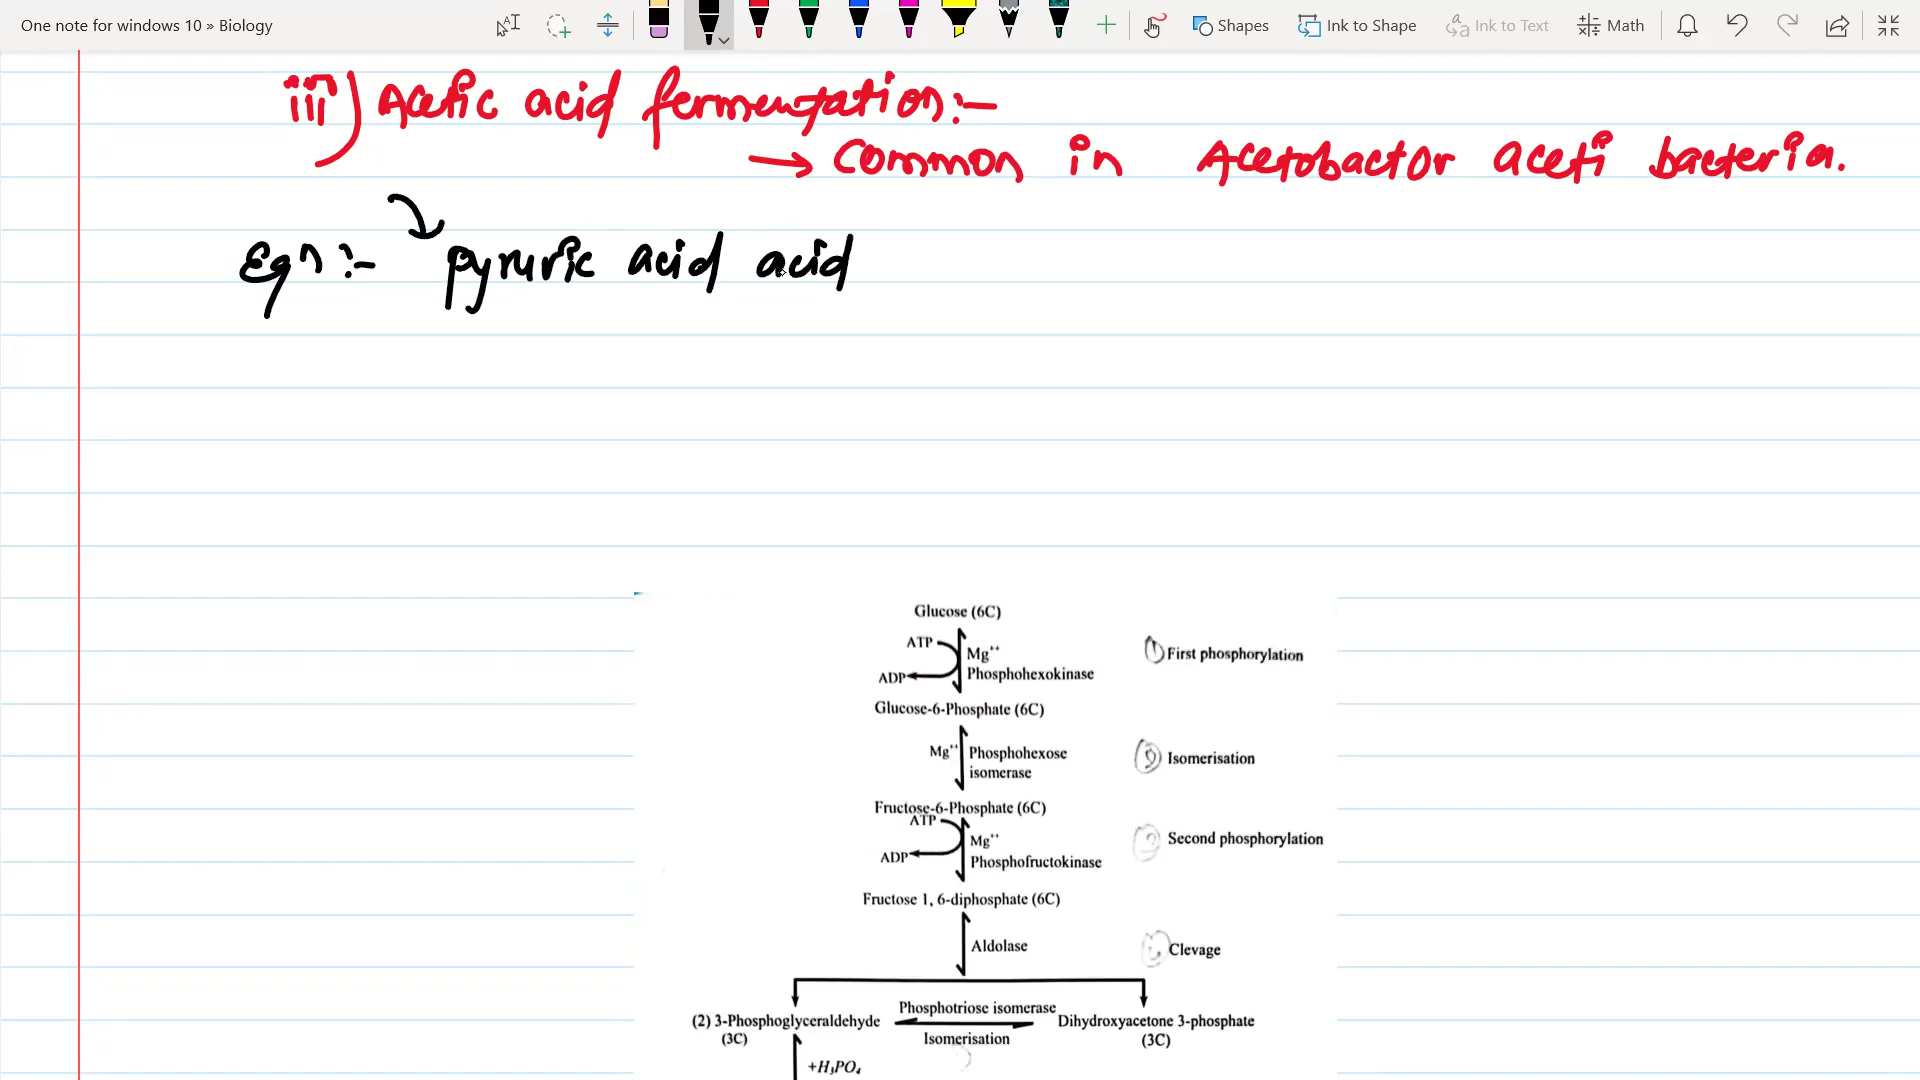 One note for windows 10 » Biology
Shapes Ink to Shape Ink to Text Math
iii) Acetic acid fermentation:-
→ Common in Acetobactor aceti bacteria.
Eqn :- pyruvic acid acid
Glucose (6C)
ATP
Mg⁺⁺
① First phosphorylation
ADP
Phosphohexokinase
Glucose-6-Phosphate (6C)
Mg⁺⁺ Phosphohexose
isomerase
Isomerisation
Fructose-6-Phosphate (6C)
ATP
Mg⁺⁺
Second phosphorylation
ADP
Phosphofructokinase
Fructose 1, 6-diphosphate (6C)
Aldolase
Clevage
Phosphotriose isomerase
(2) 3-Phosphoglyceraldehyde
Dihydroxyacetone 3-phosphate
(3C)
Isomerisation
(3C)
+H₃PO₄